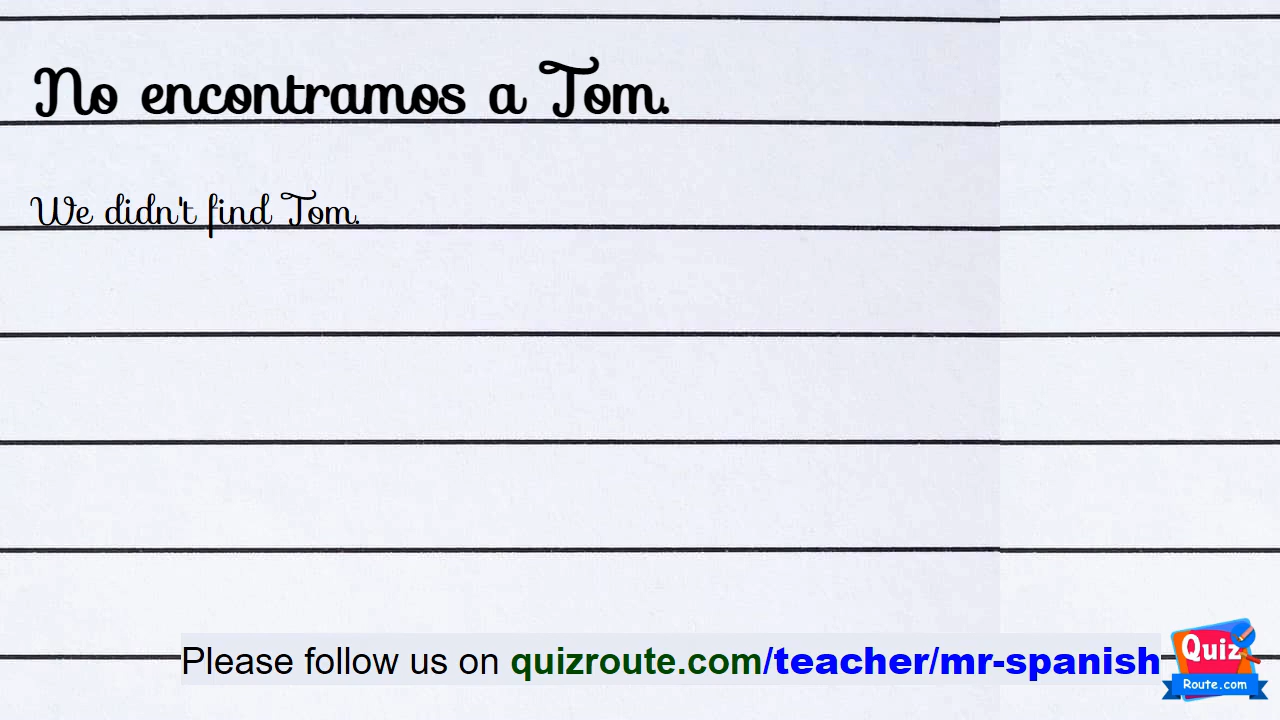 No encontramos a Tom.
We didn't find Tom.
Please follow us on quizroute.com/teacher/mr-spanish
Quiz
Route.com